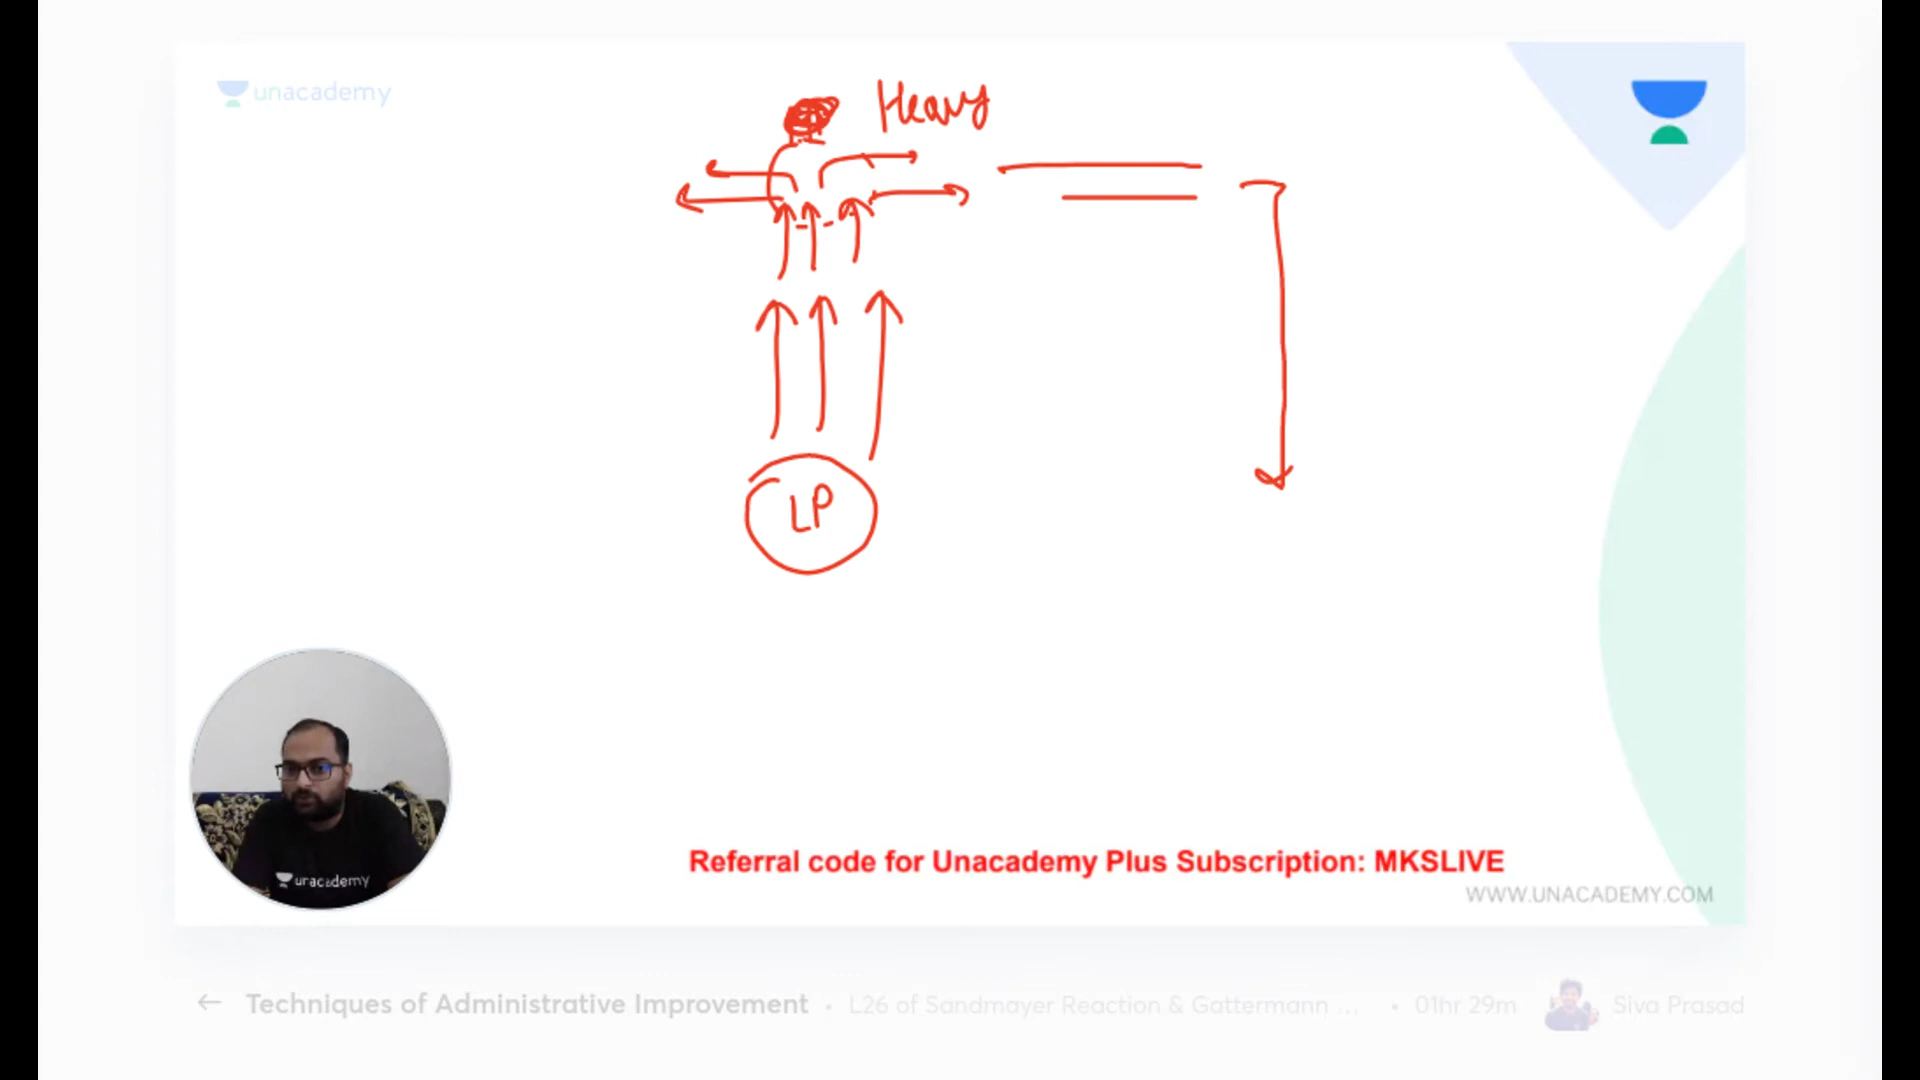 unacademy
Heavy
LP
unacademy
Referral code for Unacademy Plus Subscription: MKSLIVE
WWW.UNACADEMY.COM
Techniques of Administrative Improvement • L26 of Sandmayer Reaction & Gattermann ... • 01hr 29m Siva Prasad